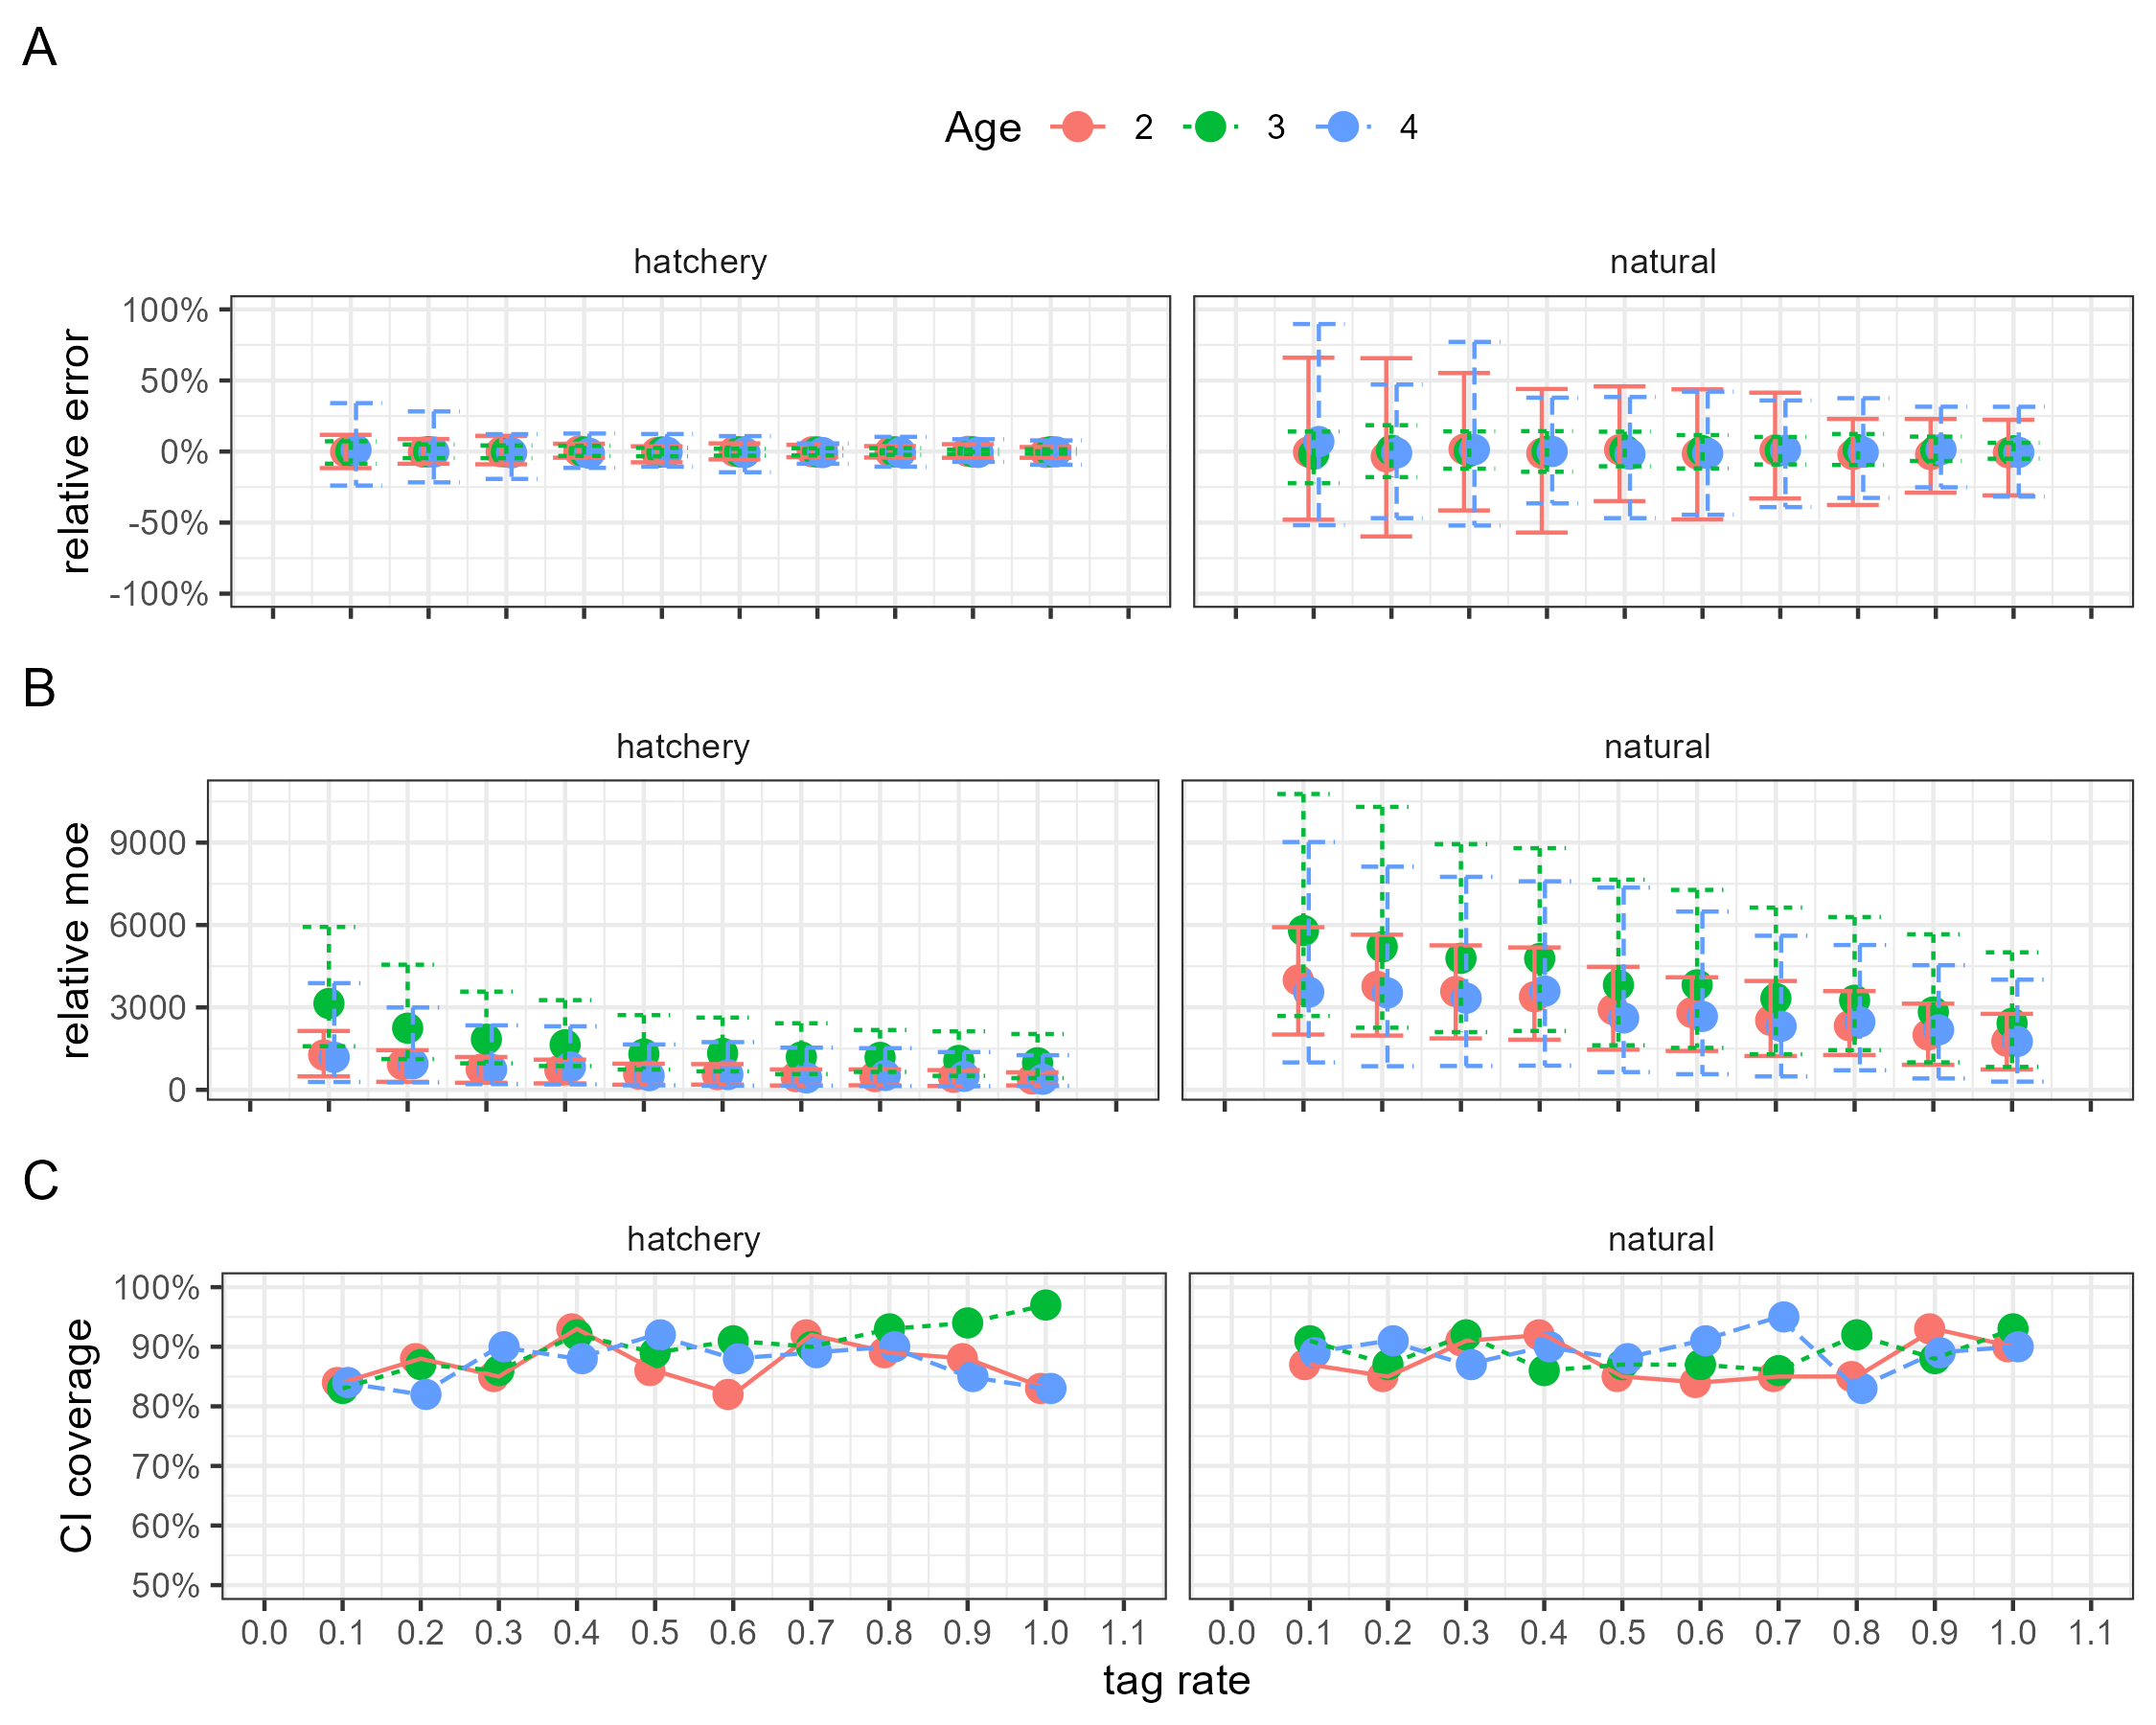 A
Age 2 3 4
hatchery natural
100%
50%
0%
-50%
-100%
relative error
B
hatchery natural
9000
6000
3000
0
relative moe
C
hatchery natural
100%
90%
80%
70%
60%
50%
CI coverage
0.0 0.1 0.2 0.3 0.4 0.5 0.6 0.7 0.8 0.9 1.0 1.1 0.0 0.1 0.2 0.3 0.4 0.5 0.6 0.7 0.8 0.9 1.0 1.1
tag rate